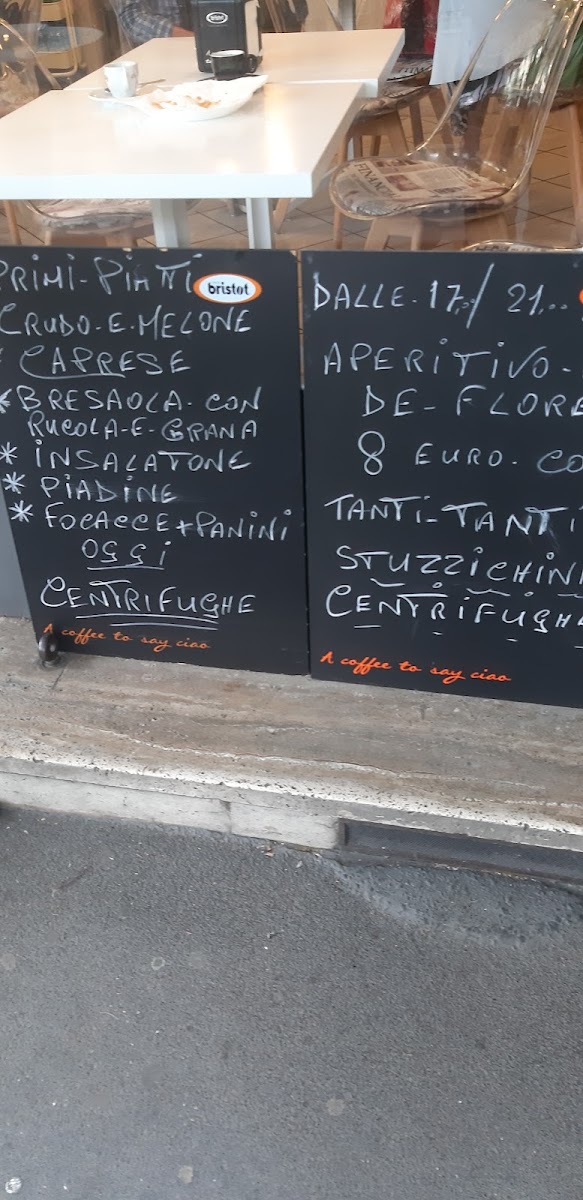 PRIMI-PIATTI
bristot
CRUDO-E-MELONE
CAPRESE
* BRESAOLA-CON
RUCOLA-E-GRANA
* INSALATONE
* PIADINE
* FOCACCE+PANINI
OGGI
CENTRIFUGHE
A coffee to say ciao
DALLE-17,../21,..
APERITIVO-
DE-FLORE
8 EURO-CO
TANTI-TANTI
STUZZICHINI
CENTRIFUGHE
A coffee to say ciao